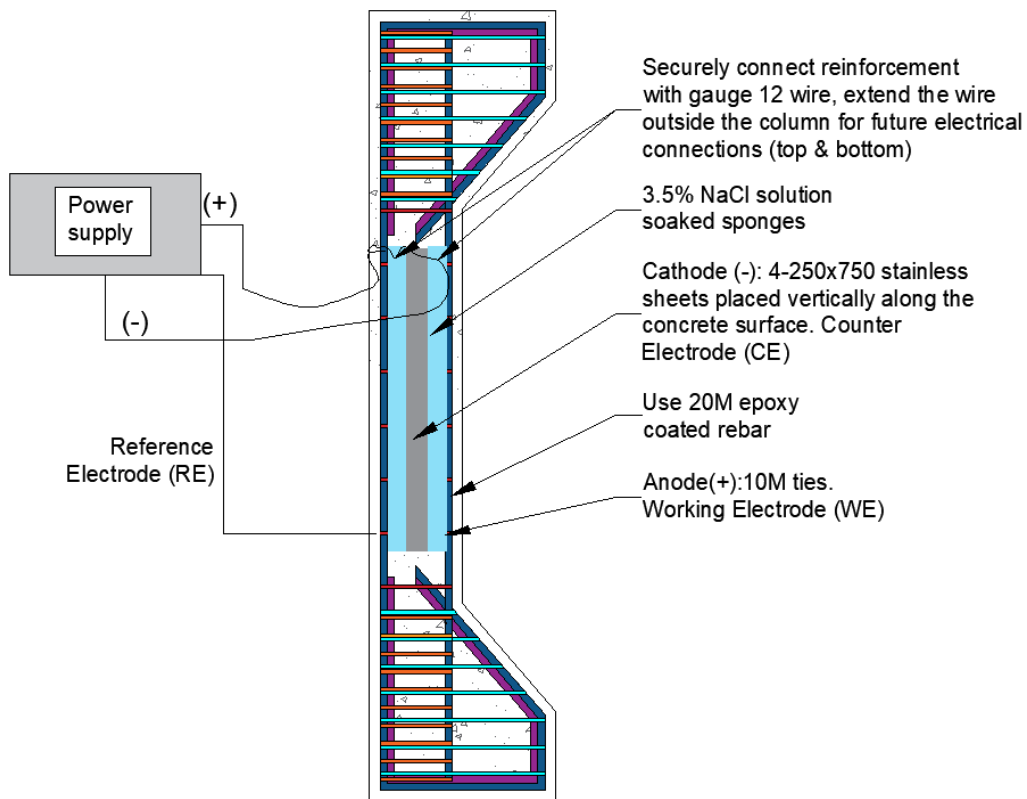 Securely connect reinforcement
with gauge 12 wire, extend the wire
outside the column for future electrical
connections (top & bottom)
Power
supply
(+)
(-)
3.5% NaCl solution
soaked sponges
Cathode (-): 4-250x750 stainless
sheets placed vertically along the
concrete surface. Counter
Electrode (CE)
Use 20M epoxy
coated rebar
Reference
Electrode (RE)
Anode(+):10M ties.
Working Electrode (WE)